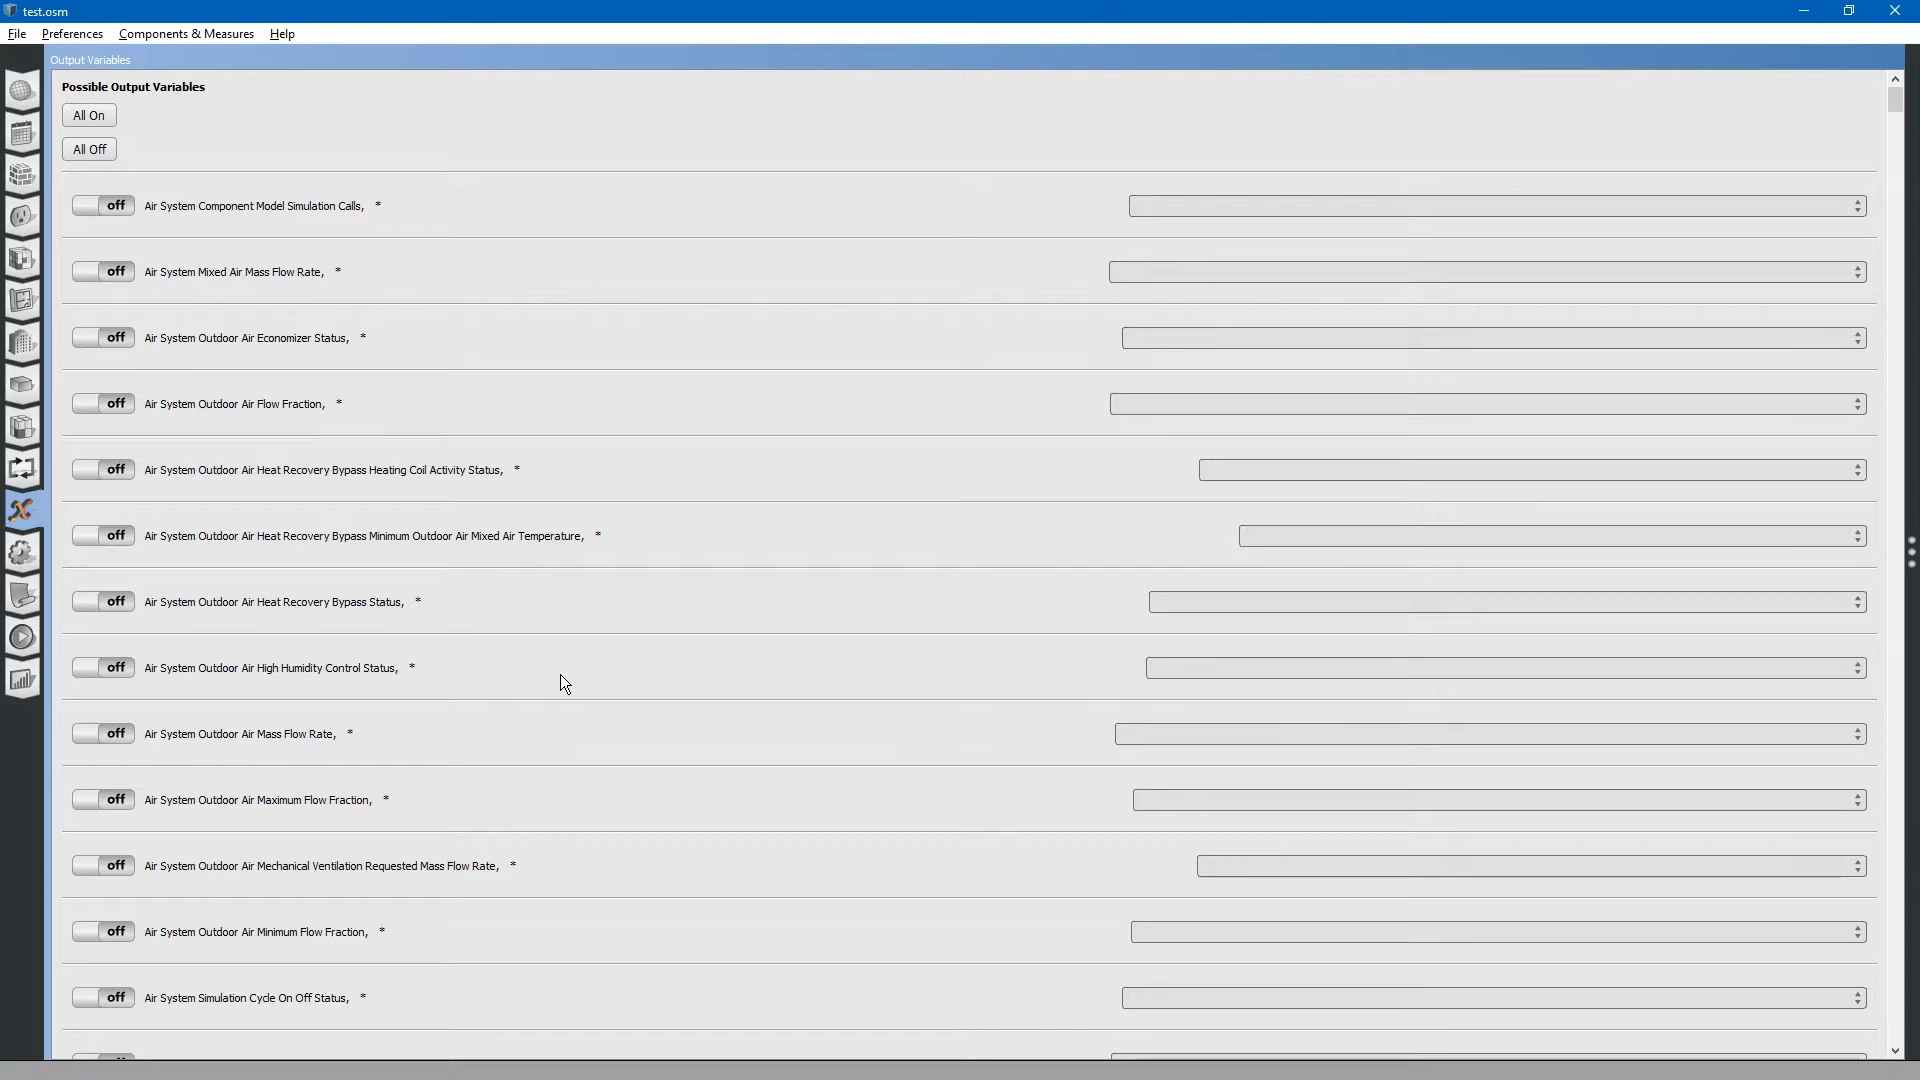 test.osm
File Preferences Components & Measures Help
Output Variables
Possible Output Variables
All On
All Off
off Air System Component Model Simulation Calls, *
off Air System Mixed Air Mass Flow Rate, *
off Air System Outdoor Air Economizer Status, *
off Air System Outdoor Air Flow Fraction, *
off Air System Outdoor Air Heat Recovery Bypass Heating Coil Activity Status, *
off Air System Outdoor Air Heat Recovery Bypass Minimum Outdoor Air Mixed Air Temperature, *
off Air System Outdoor Air Heat Recovery Bypass Status, *
off Air System Outdoor Air High Humidity Control Status, *
off Air System Outdoor Air Mass Flow Rate, *
off Air System Outdoor Air Maximum Flow Fraction, *
off Air System Outdoor Air Mechanical Ventilation Requested Mass Flow Rate, *
off Air System Outdoor Air Minimum Flow Fraction, *
off Air System Simulation Cycle On Off Status, *